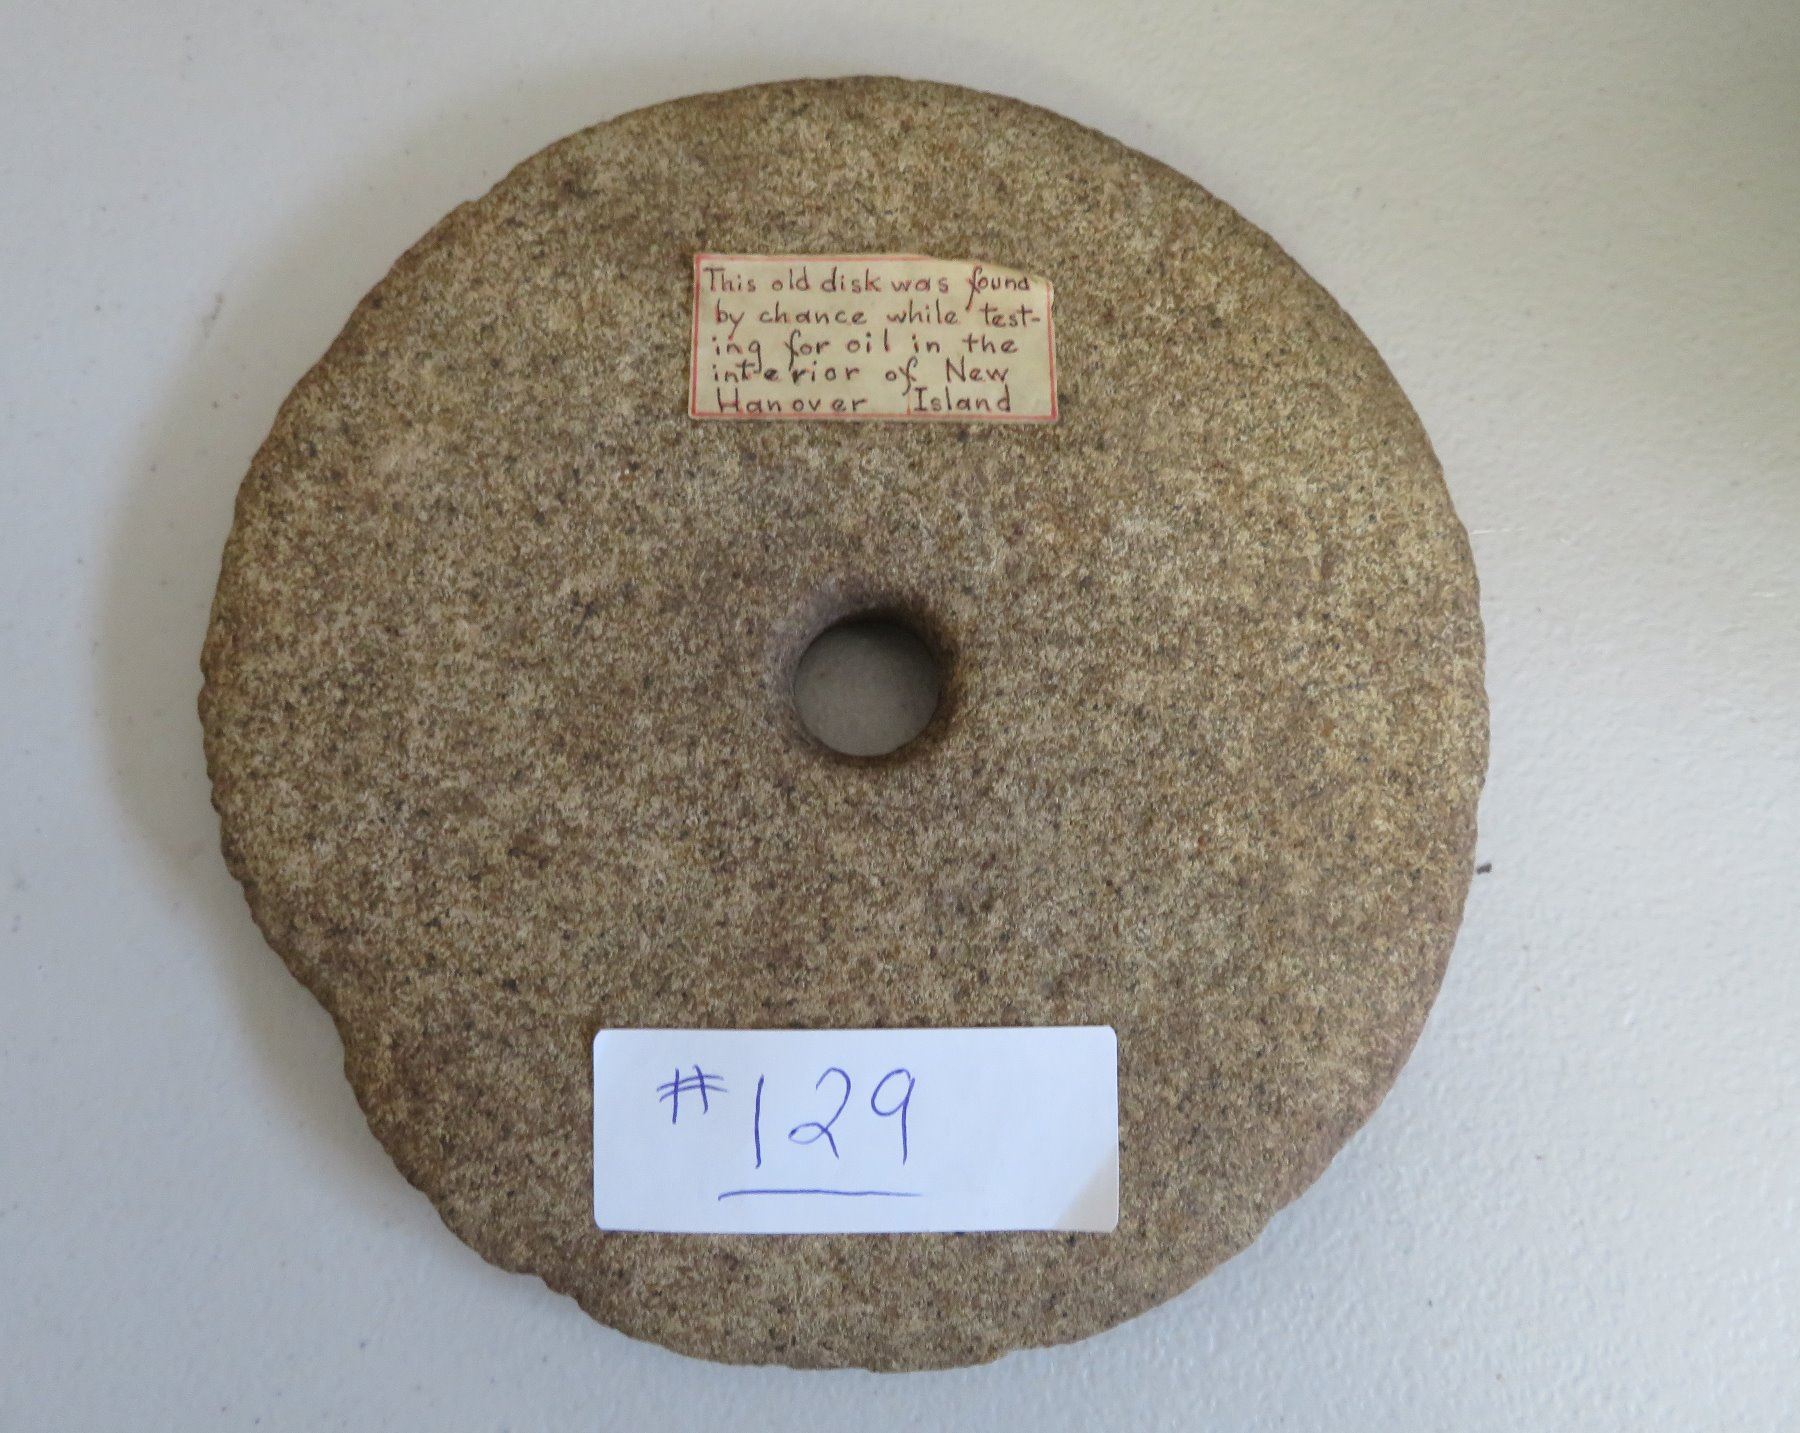 This old disk was found
by chance while test-
ing for oil in the
interior of New
Hanover Island
#129